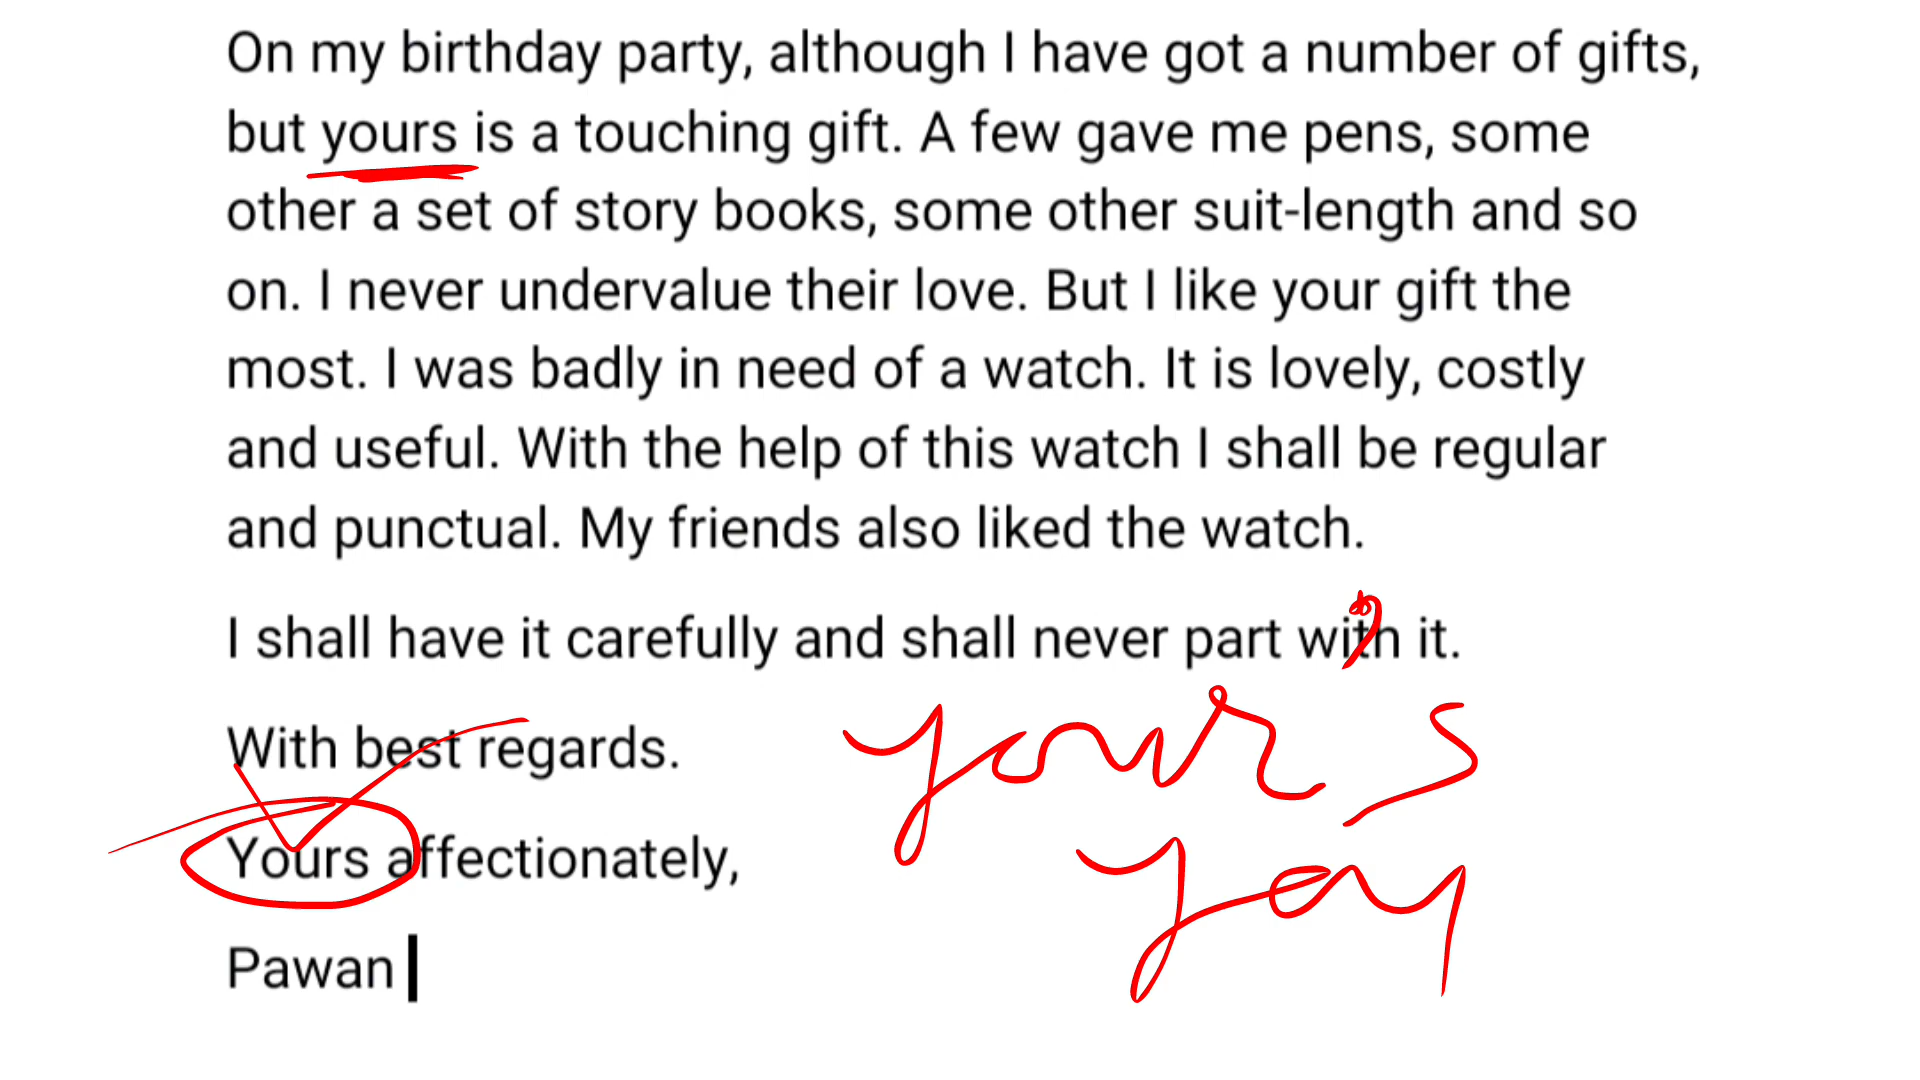 On my birthday party, although I have got a number of gifts,
but yours is a touching gift. A few gave me pens, some
other a set of story books, some other suit-length and so
on. I never undervalue their love. But I like your gift the
most. I was badly in need of a watch. It is lovely, costly
and useful. With the help of this watch I shall be regular
and punctual. My friends also liked the watch.
I shall have it carefully and shall never part with it.
With best regards.
your's
Yours affectionately,
Pawan